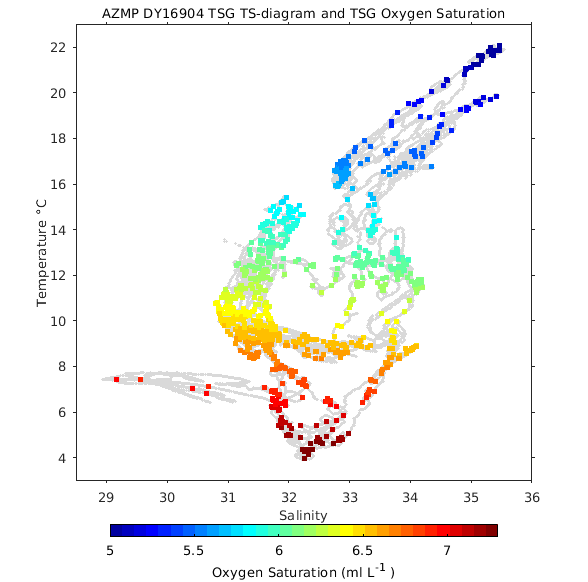 AZMP DY16904 TSG TS-diagram and TSG Oxygen Saturation
Temperature °C
22
20
18
16
14
12
10
8
6
4
29 30 31 32 33 34 35 36
Salinity
5 5.5 6 6.5 7
Oxygen Saturation (ml L-1 )